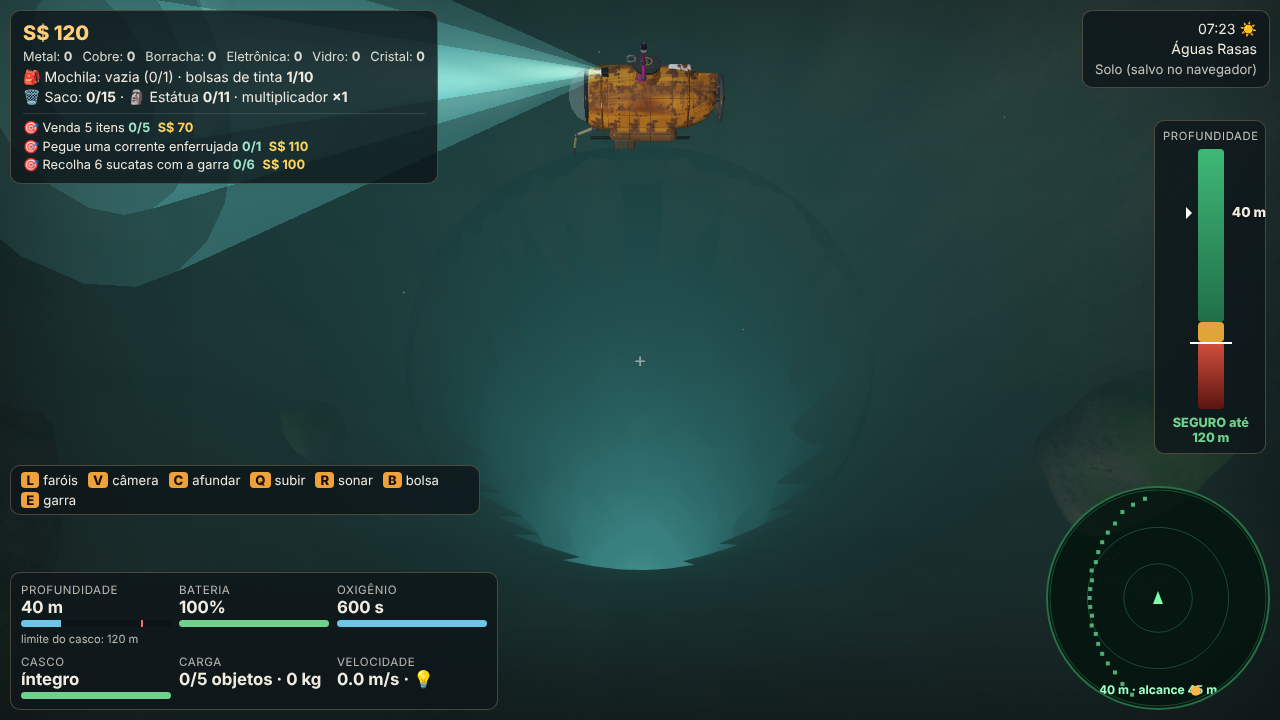 S$ 120
Metal: 0 Cobre: 0 Borracha: 0 Eletrônica: 0 Vidro: 0 Cristal: 0
Mochila: vazia (0/1) · bolsas de tinta 1/10
Saco: 0/15 · Estátua 0/11 · multiplicador ×1
Venda 5 itens 0/5 S$ 70
Pegue uma corrente enferrujada 0/1 S$ 110
Recolha 6 sucatas com a garra 0/6 S$ 100
07:23
Águas Rasas
Solo (salvo no navegador)
PROFUNDIDADE
40 m
SEGURO até
120 m
L faróis V câmera C afundar Q subir R sonar B bolsa
E garra
PROFUNDIDADE BATERIA OXIGÊNIO
40 m 100% 600 s
limite do casco: 120 m
CASCO CARGA VELOCIDADE
íntegro 0/5 objetos · 0 kg 0.0 m/s ·
40 m · alcance 45 m